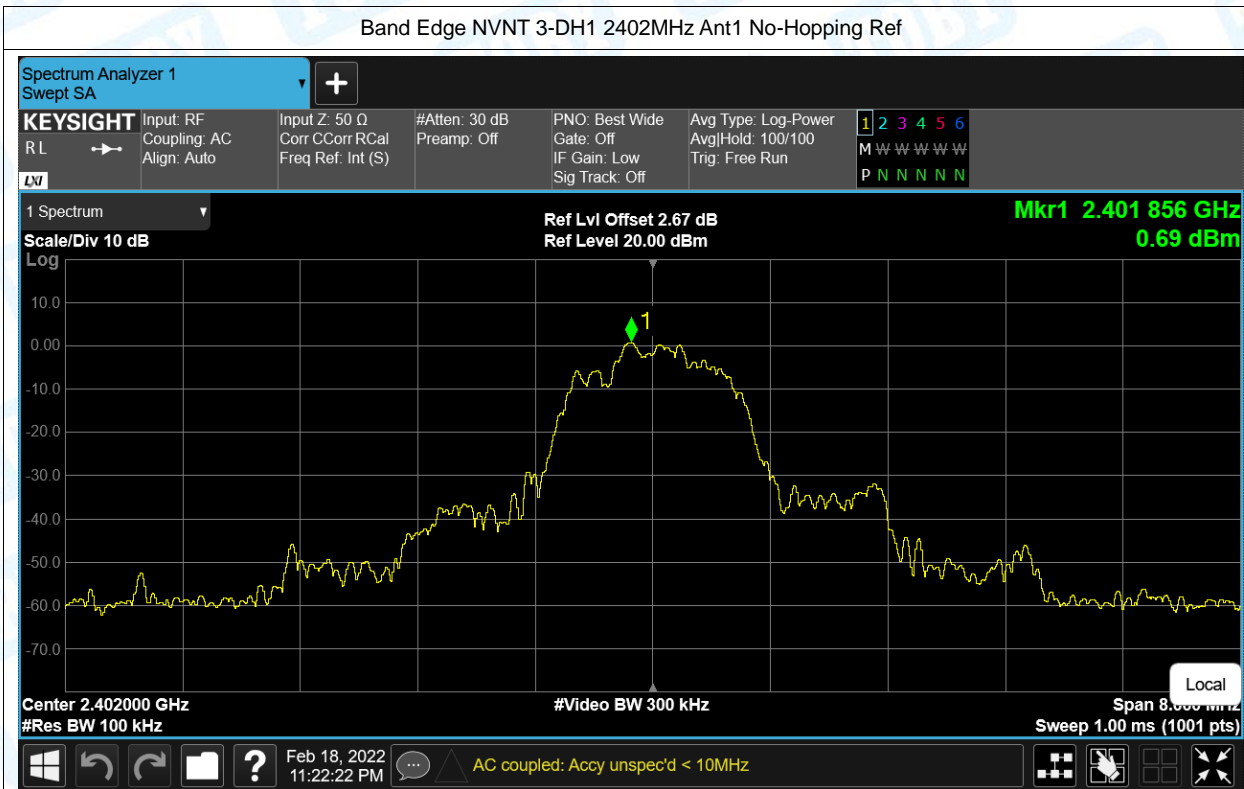 Band Edge NVNT 3-DH1 2402MHz Ant1 No-Hopping Ref
Spectrum Analyzer 1
Swept SA
KEYSIGHT
R L
LXI
Input: RF
Coupling: AC
Align: Auto
Input Z: 50 Ω
Corr CCorr RCal
Freq Ref: Int (S)
#Atten: 30 dB
Preamp: Off
PNO: Best Wide
Gate: Off
IF Gain: Low
Sig Track: Off
Avg Type: Log-Power
Avg|Hold: 100/100
Trig: Free Run
1 2 3 4 5 6
M W W W W W W
P N N N N N
1 Spectrum
Scale/Div 10 dB
Log
Ref Lvl Offset 2.67 dB
Ref Level 20.00 dBm
Mkr1 2.401 856 GHz
0.69 dBm
10.0
0.00
-10.0
-20.0
-30.0
-40.0
-50.0
-60.0
-70.0
1
Local
Center 2.402000 GHz
#Res BW 100 kHz
#Video BW 300 kHz
Span 8.000 MHz
Sweep 1.00 ms (1001 pts)
?
Feb 18, 2022
11:22:22 PM
AC coupled: Accy unspec'd < 10MHz